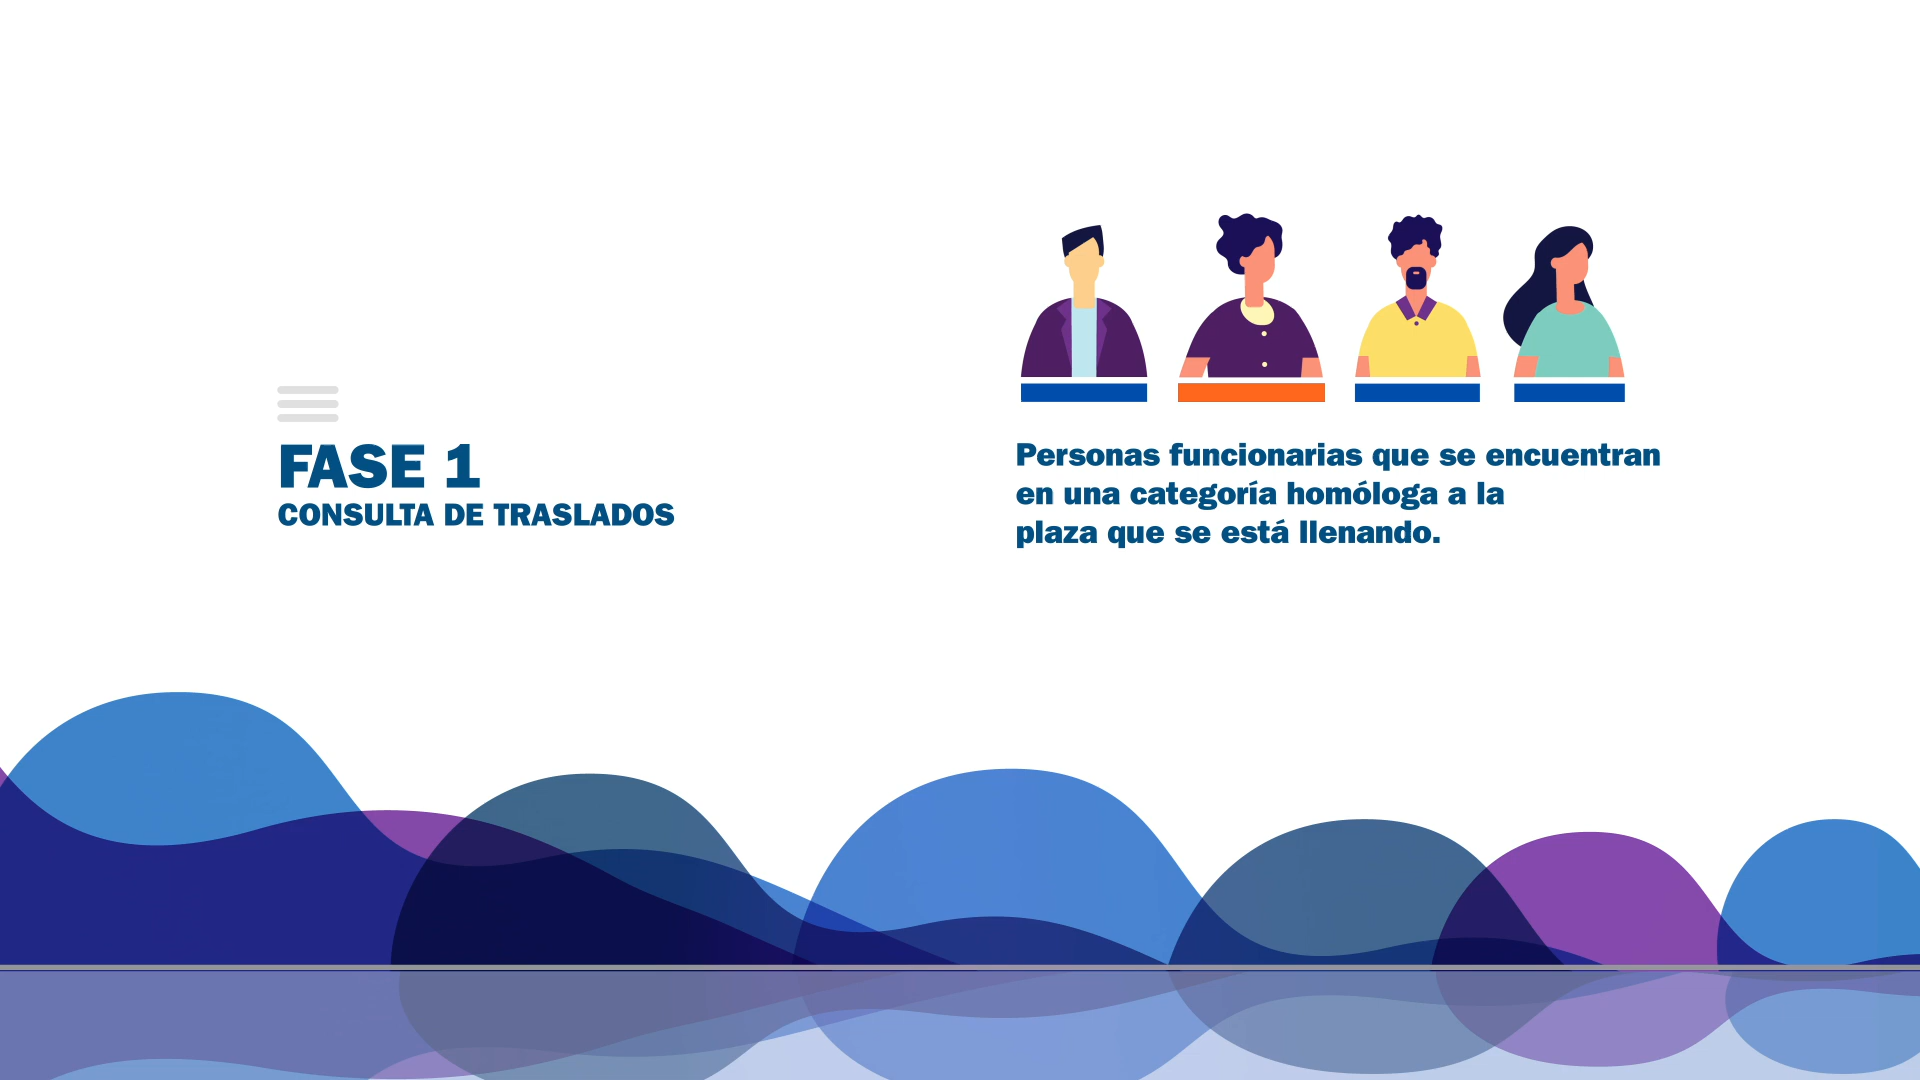 FASE 1
CONSULTA DE TRASLADOS
Personas funcionarias que se encuentran
en una categoría homóloga a la
plaza que se está llenando.